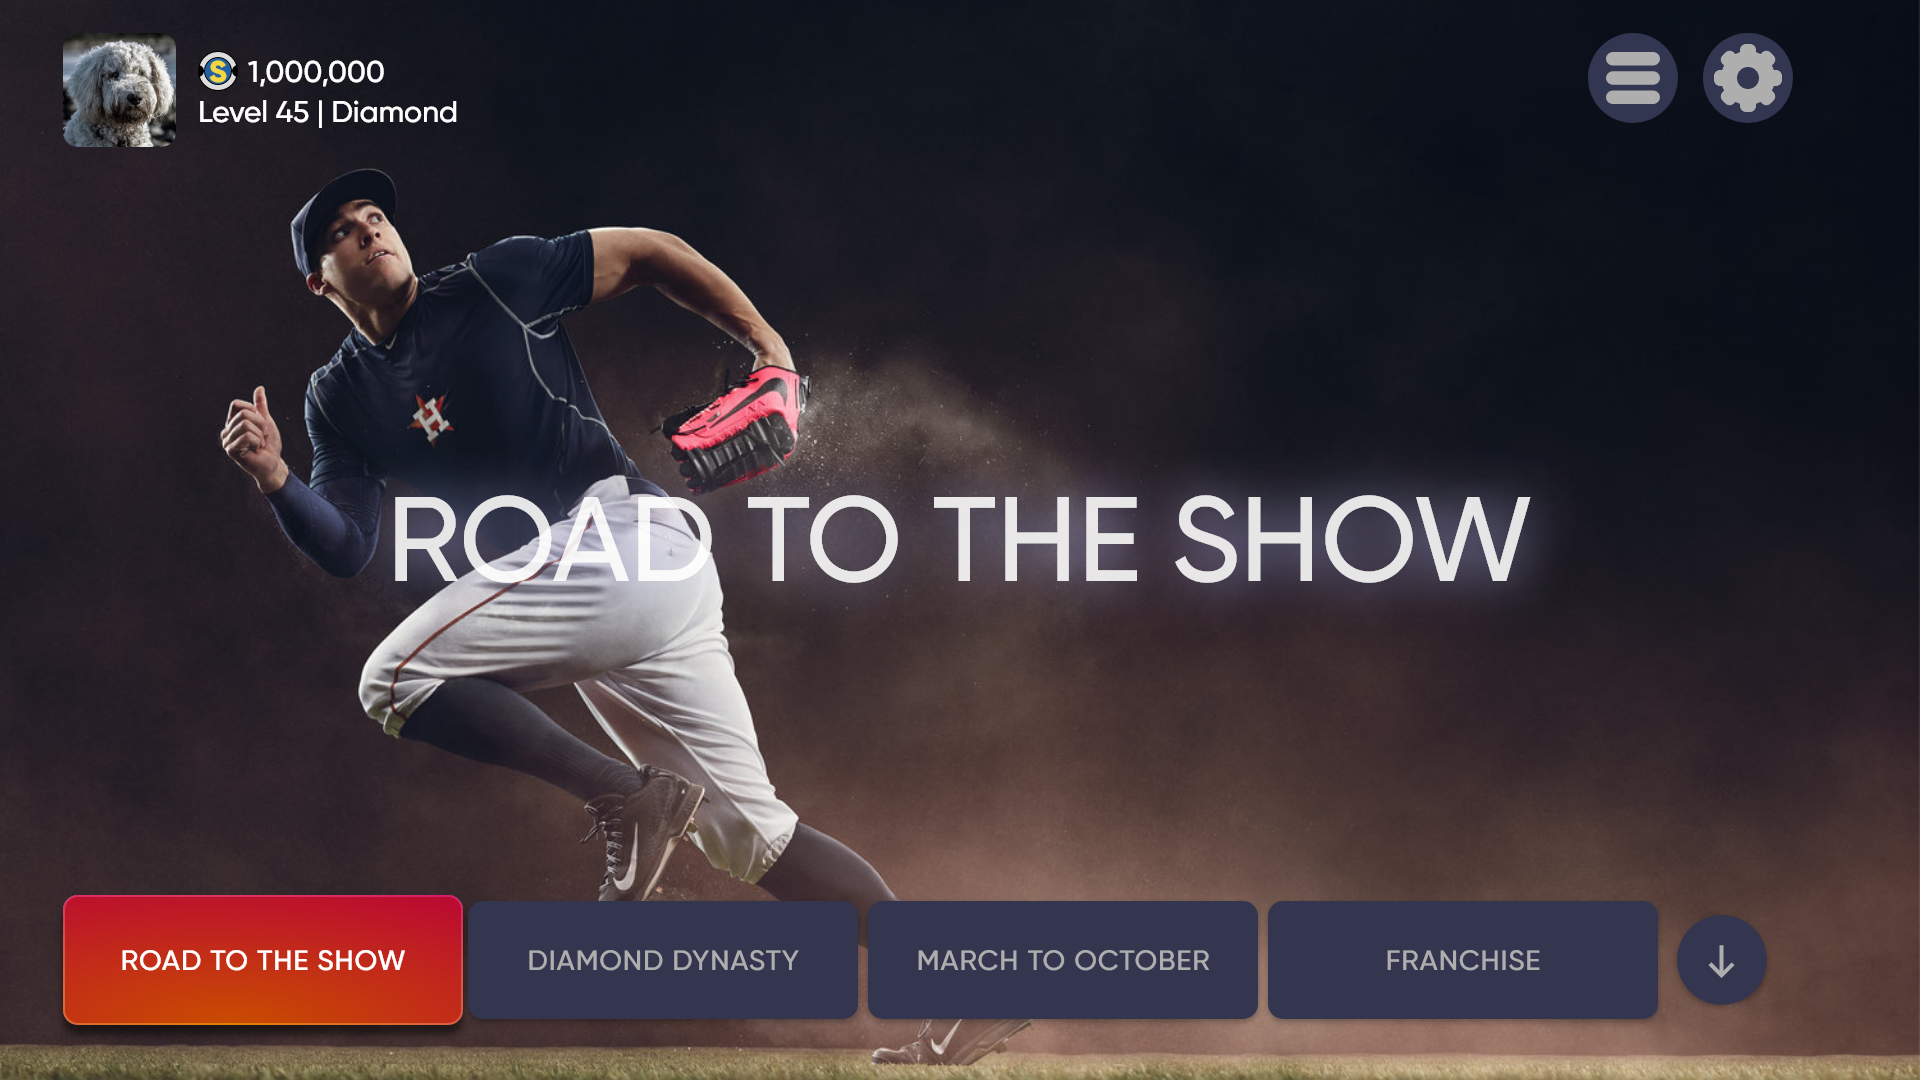 S 1,000,000
Level 45 | Diamond
H
ROAD TO THE SHOW
ROAD TO THE SHOW
DIAMOND DYNASTY
MARCH TO OCTOBER
FRANCHISE